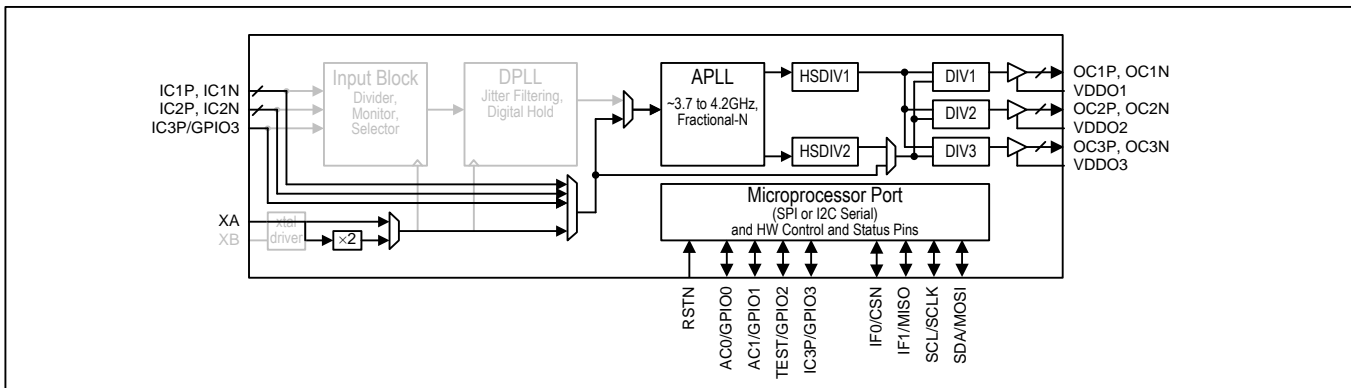 IC1P, IC1N
IC2P, IC2N
IC3P/GPIO3
XA
XB
Input Block
Divider,
Monitor,
Selector
xtal
driver
×2
DPLL
Jitter Filtering,
Digital Hold
APLL
~3.7 to 4.2GHz,
Fractional-N
HSDIV1
HSDIV2
DIV1
DIV2
DIV3
OC1P, OC1N
VDDO1
OC2P, OC2N
VDDO2
OC3P, OC3N
VDDO3
Microprocessor Port
(SPI or I2C Serial)
and HW Control and Status Pins
RSTN
AC0/GPIO0
AC1/GPIO1
TEST/GPIO2
IC3P/GPIO3
IF0/CSN
IF1/MISO
SCL/SCLK
SDA/MOSI